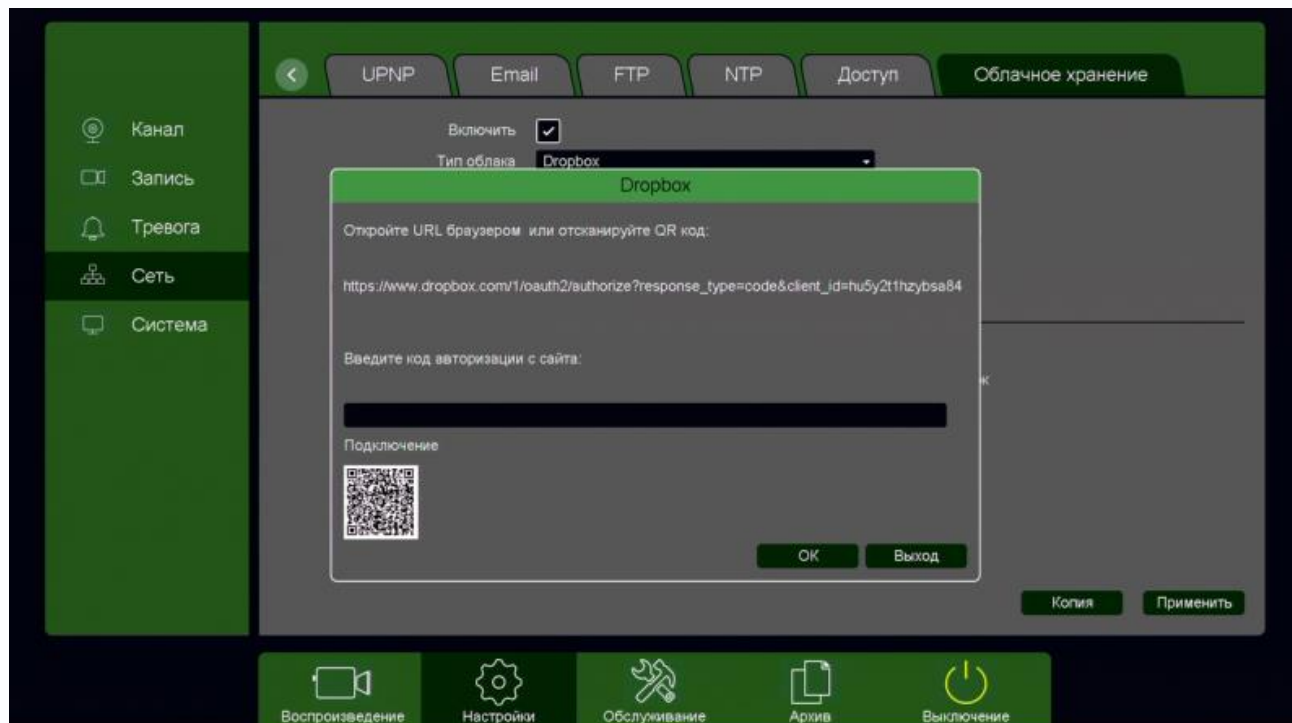 UPNP Email FTP NTP Доступ Облачное хранение
Канал
Запись
Тревога
Сеть
Система
Включить
Тип облака Dropbox
Dropbox
Откройте URL браузером или отсканируйте QR код:
https://www.dropbox.com/1/oauth2/authorize?response_type=code&client_id=hu5y2t1hzybsa84
Введите код авторизации с сайта:
Подключение
ОК Выход
Копия Применить
Воспроизведение Настройки Обслуживание Архив Выключение